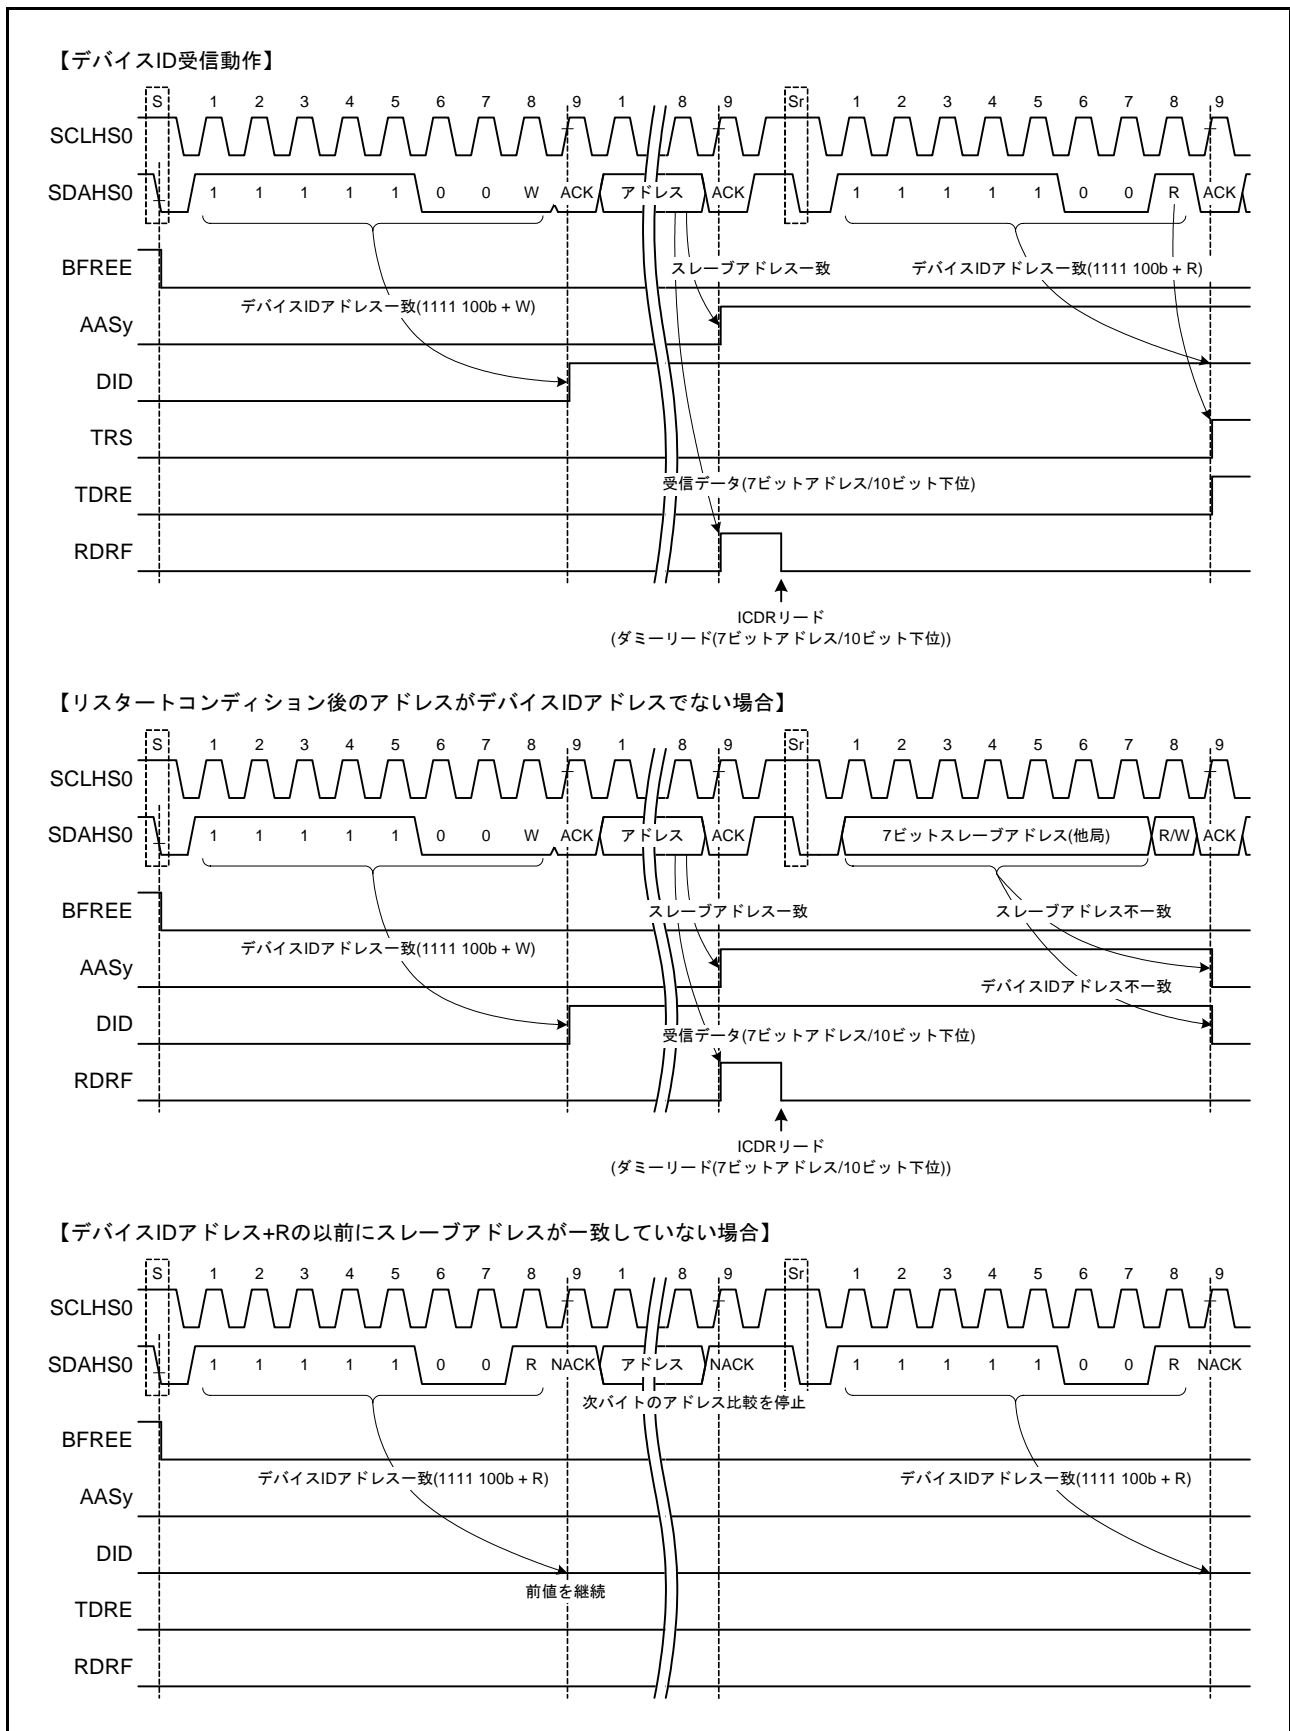 【デバイスID受信動作】
S 1 2 3 4 5 6 7 8 9 1 8 9 Sr 1 2 3 4 5 6 7 8 9
SCLHS0
SDAHS0 1 1 1 1 1 0 0 W ACK アドレス ACK 1 1 1 1 1 0 0 R ACK
BFREE
スレーブアドレス一致 デバイスIDアドレス一致(1111 100b + R)
デバイスIDアドレス一致(1111 100b + W)
AASy
DID
TRS
受信データ(7ビットアドレス/10ビット下位)
TDRE
RDRF
ICDRリード
(ダミーリード(7ビットアドレス/10ビット下位))
【リスタートコンディション後のアドレスがデバイスIDアドレスでない場合】
S 1 2 3 4 5 6 7 8 9 1 8 9 Sr 1 2 3 4 5 6 7 8 9
SCLHS0
SDAHS0 1 1 1 1 1 0 0 W ACK アドレス ACK 7ビットスレーブアドレス(他局) R/W ACK
BFREE スレーブアドレス一致 スレーブアドレス不一致
デバイスIDアドレス一致(1111 100b + W)
AASy
デバイスIDアドレス不一致
DID
受信データ(7ビットアドレス/10ビット下位)
RDRF
ICDRリード
(ダミーリード(7ビットアドレス/10ビット下位))
【デバイスIDアドレス+Rの以前にスレーブアドレスが一致していない場合】
S 1 2 3 4 5 6 7 8 9 1 8 9 Sr 1 2 3 4 5 6 7 8 9
SCLHS0
SDAHS0 1 1 1 1 1 0 0 R NACK アドレス NACK 1 1 1 1 1 0 0 R NACK
次バイトのアドレス比較を停止
BFREE
デバイスIDアドレス一致(1111 100b + R) デバイスIDアドレス一致(1111 100b + R)
AASy
DID
前値を継続
TDRE
RDRF